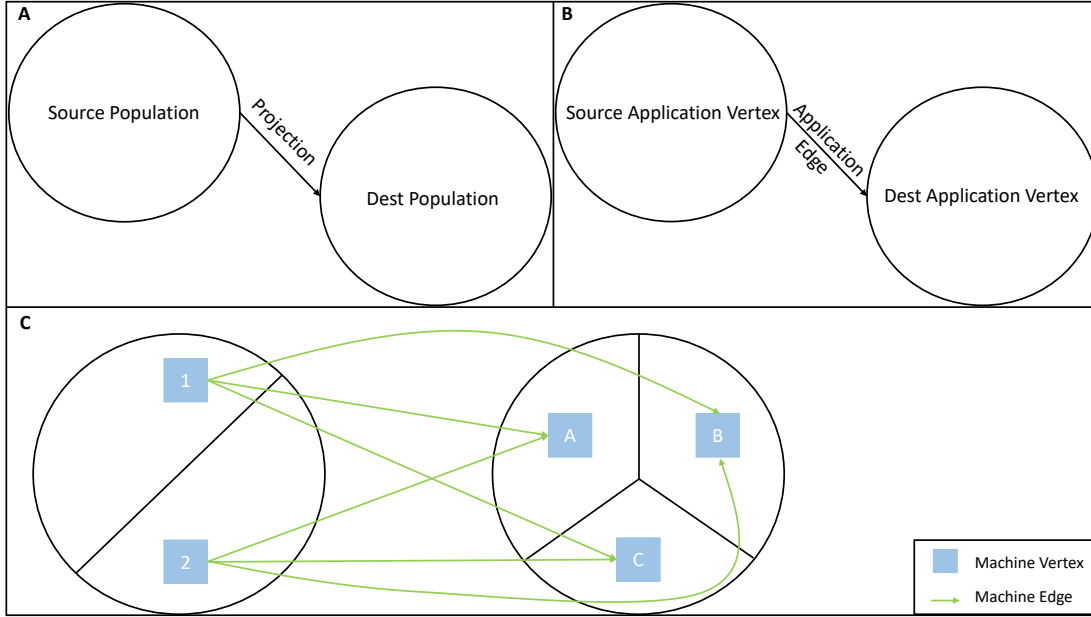 A
Source Population
Projection
Dest Population
B
Source Application Vertex
Application
Edge
Dest Application Vertex
C
1
2
A
B
C
Machine Vertex
Machine Edge